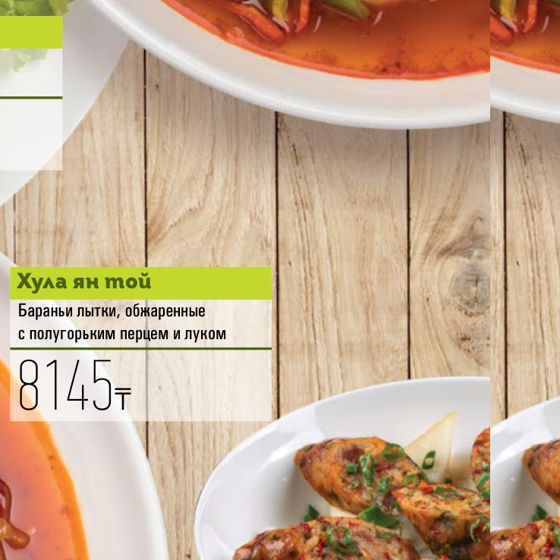 Хула ян той
Бараньи лытки, обжаренные
с полугорьким перцем и луком
8145₸